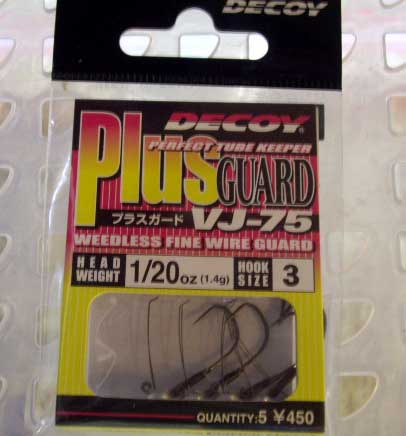 DECOY
DECOY®
PERFECT TUBE KEEPER
Plus GUARD
プラスガード VJ-75
WEEDLESS FINE WIRE GUARD
HEAD WEIGHT 1/20oz (1.4g) HOOK SIZE 3
QUANTITY:5 ¥450